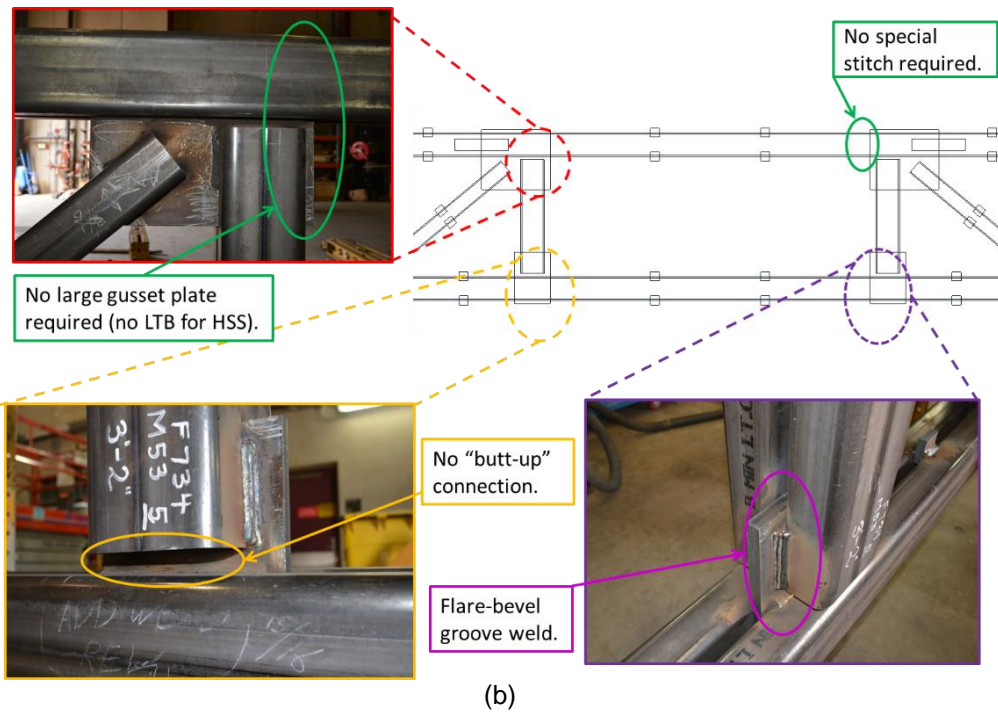 No special
stitch required.
No large gusset plate
required (no LTB for HSS).
F734
M53 5
3'-2"
No “butt-up”
connection.
Flare-bevel
groove weld.
(b)